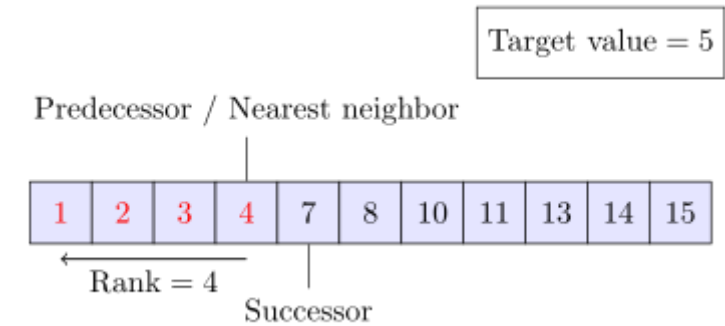 Target value = 5
Predecessor / Nearest neighbor
1 2 3 4 7 8 10 11 13 14 15
Rank = 4
Successor